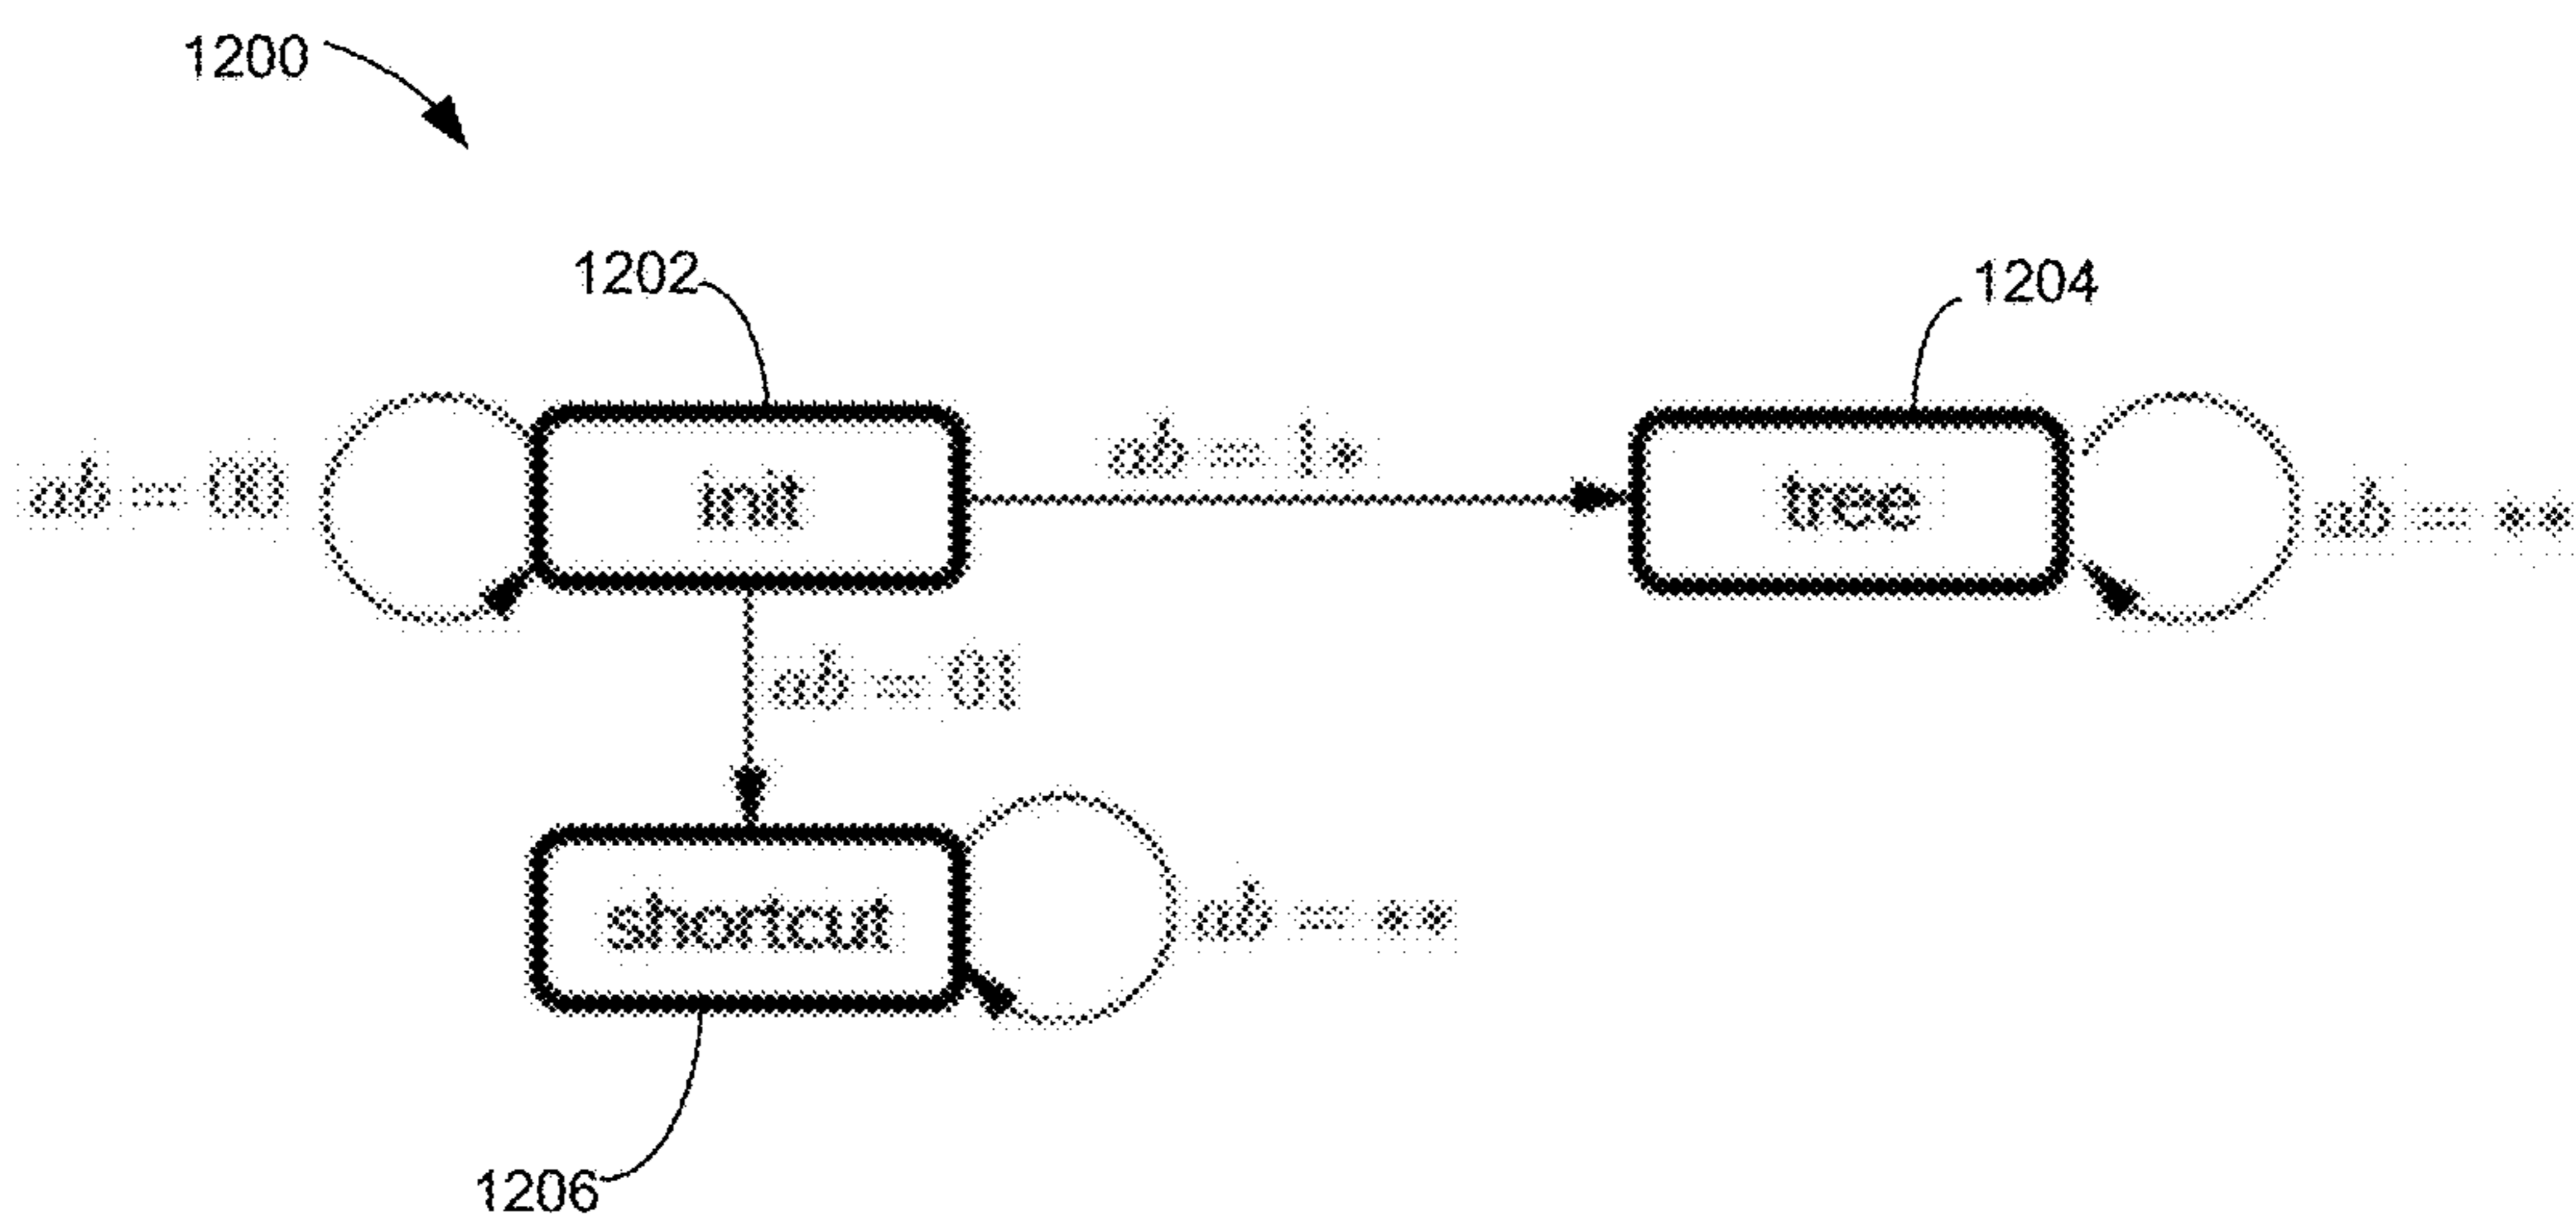 1200
1202
1204
ab = 00
init
ab = 1*
tree
ab = **
ab = 01
shortcut
ab = **
1206